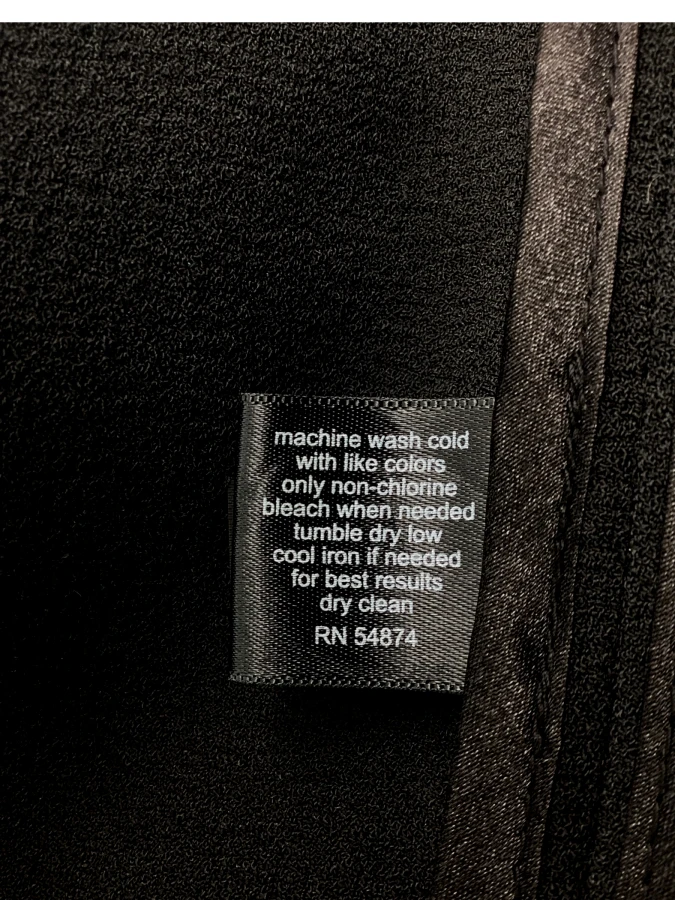 machine wash cold
with like colors
only non-chlorine
bleach when needed
tumble dry low
cool iron if needed
for best results
dry clean
RN 54874